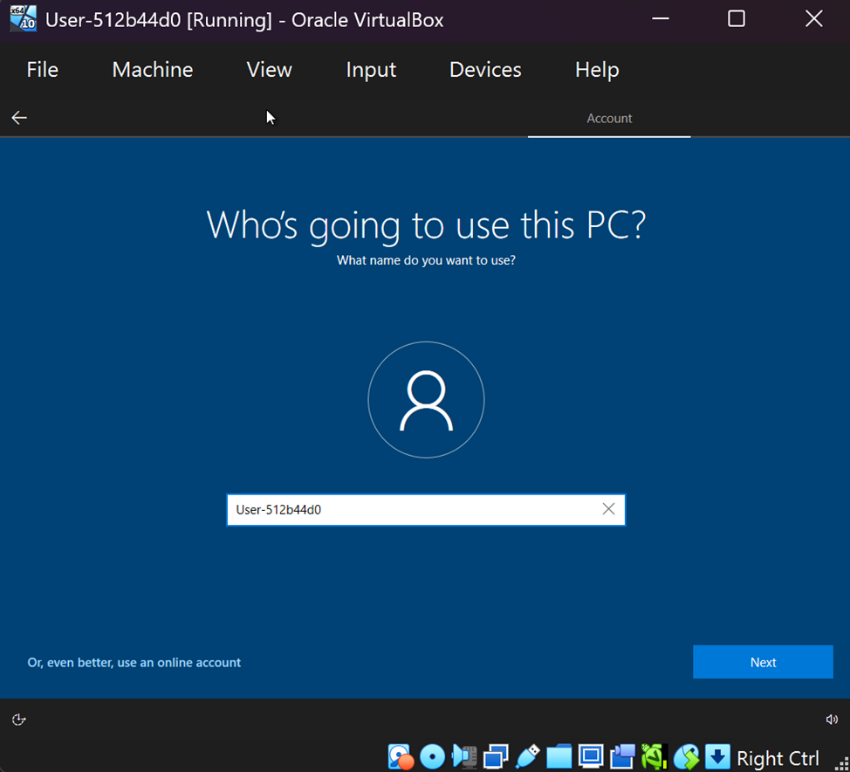 User-512b44d0 [Running] - Oracle VirtualBox
File Machine View Input Devices Help
Account
Who's going to use this PC?
What name do you want to use?
User-512b44d0
Or, even better, use an online account
Next
Right Ctrl